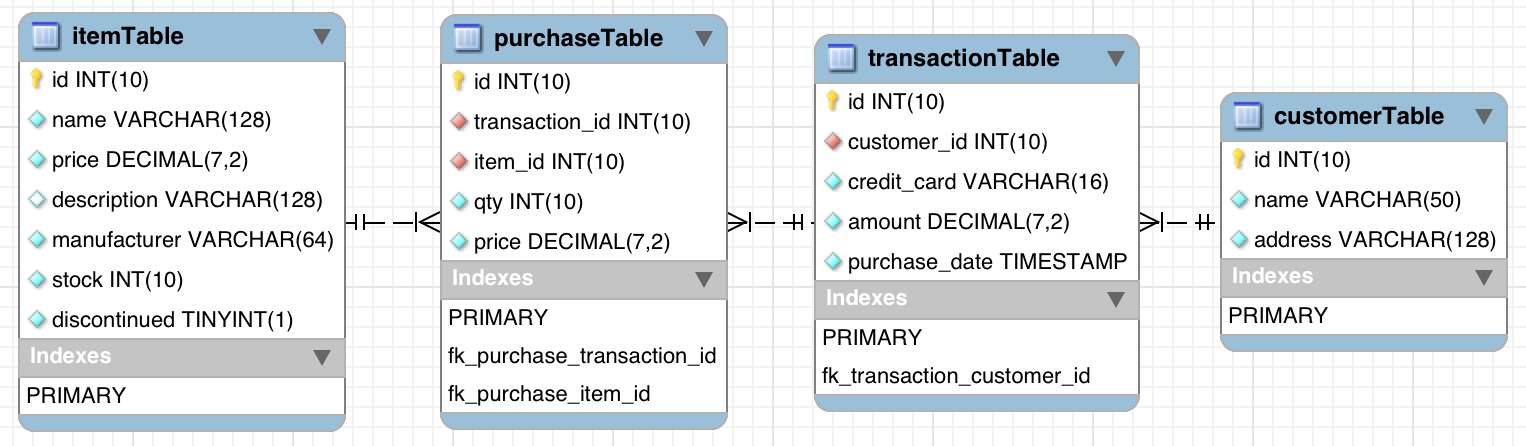 itemTable
id INT(10)
name VARCHAR(128)
price DECIMAL(7,2)
description VARCHAR(128)
manufacturer VARCHAR(64)
stock INT(10)
discontinued TINYINT(1)
Indexes
PRIMARY
purchaseTable
id INT(10)
transaction_id INT(10)
item_id INT(10)
qty INT(10)
price DECIMAL(7,2)
Indexes
PRIMARY
fk_purchase_transaction_id
fk_purchase_item_id
transactionTable
id INT(10)
customer_id INT(10)
credit_card VARCHAR(16)
amount DECIMAL(7,2)
purchase_date TIMESTAMP
Indexes
PRIMARY
fk_transaction_customer_id
customerTable
id INT(10)
name VARCHAR(50)
address VARCHAR(128)
Indexes
PRIMARY